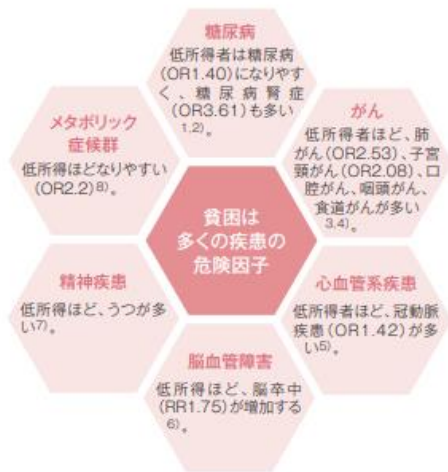 糖尿病
低所得者は糖尿病
(OR1.40)になりやす
く、糖尿病腎症
(OR3.61)も多い
1,2)。
がん
低所得者ほど、肺
がん(OR2.53)、子宮
頸がん(OR2.08)、口
腔がん、咽頭がん、
食道がんが多い
3,4)。
メタボリック
症候群
低所得ほどなりやすい
(OR2.2)8)。
貧困は
多くの疾患の
危険因子
精神疾患
低所得ほど、うつが多
い7)。
心血管系疾患
低所得者ほど、冠動脈
疾患(OR1.42)が多
い5)。
脳血管障害
低所得ほど、脳卒中
(RR1.75)が増加する
6)。